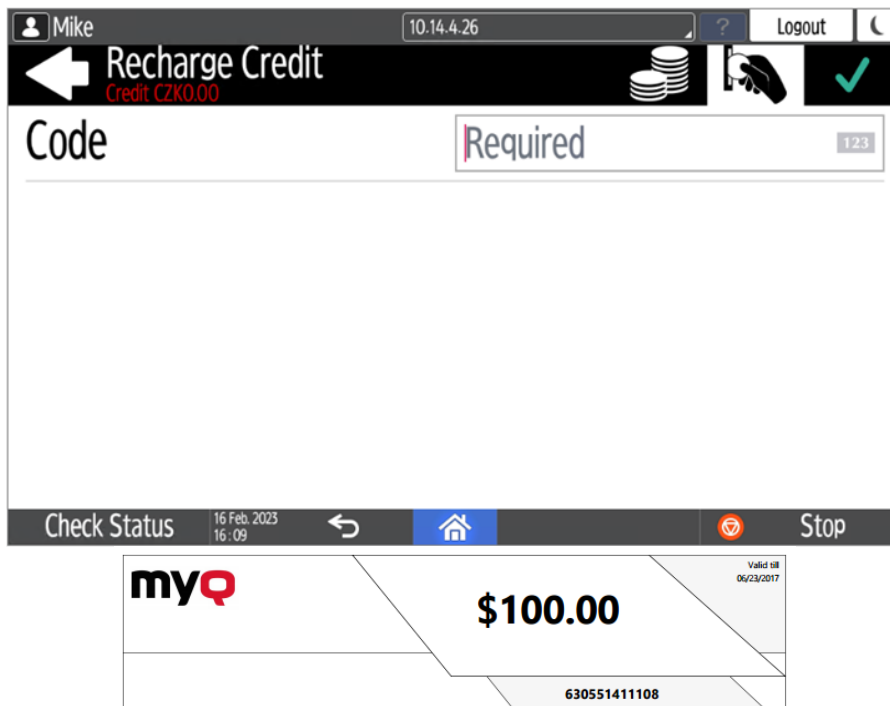 Mike 10.14.4.26 ? Logout
Recharge Credit
Credit CZK0.00
Code Required 123
Check Status 16 Feb. 2023 Stop
16:09
myQ $100.00 Valid till
06/23/2017
630551411108